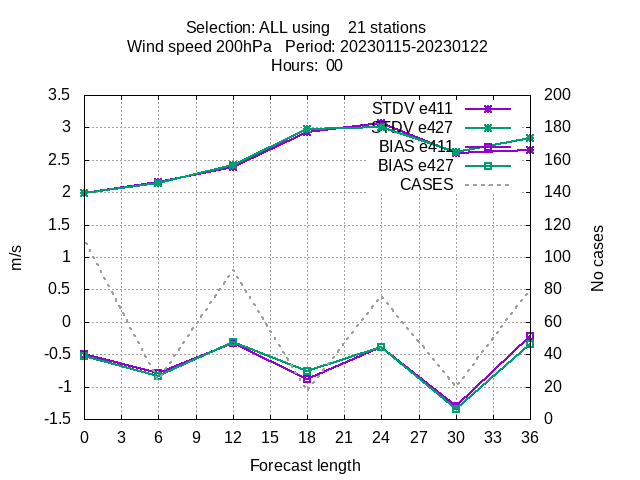 Selection: ALL using 21 stations
Wind speed 200hPa Period: 20230115-20230122
Hours: 00
3.5
3
2.5
2
1.5
1
0.5
0
-0.5
-1
-1.5
200
180
160
140
120
100
80
60
40
20
0
m/s
No cases
STDV e411
STDV e427
BIAS e411
BIAS e427
CASES
0 3 6 9 12 15 18 21 24 27 30 33 36
Forecast length